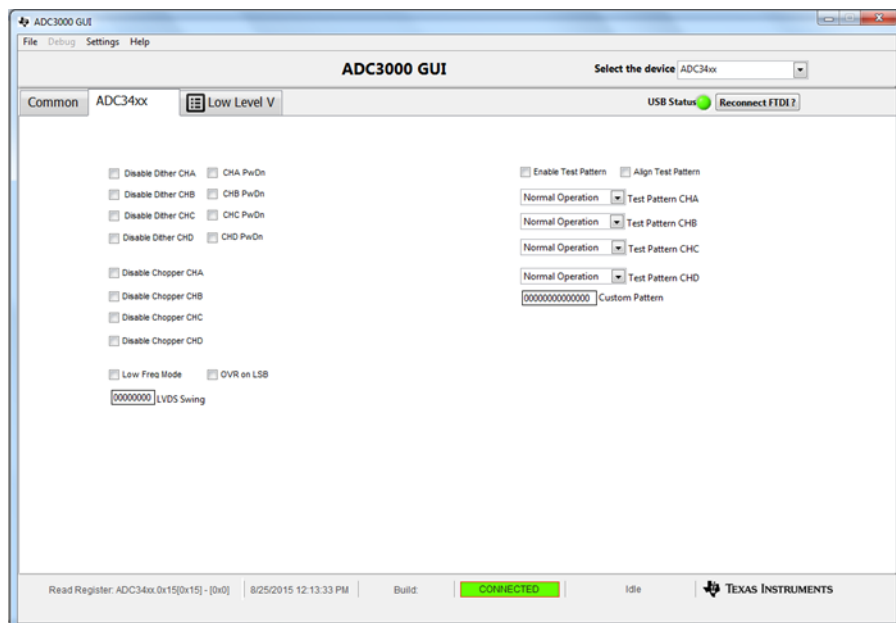 ADC3000 GUI
File Debug Settings Help
ADC3000 GUI
Select the device ADC34xx
Common ADC34xx Low Level V
USB Status Reconnect FTDI ?
Disable Dither CHA CHA PwDn
Enable Test Pattern Align Test Pattern
Disable Dither CHB CHB PwDn
Normal Operation Test Pattern CHA
Disable Dither CHC CHC PwDn
Normal Operation Test Pattern CHB
Disable Dither CHD CHD PwDn
Normal Operation Test Pattern CHC
Disable Chopper CHA
Normal Operation Test Pattern CHD
Disable Chopper CHB
00000000000000 Custom Pattern
Disable Chopper CHC
Disable Chopper CHD
Low Freq Mode OVR on LSB
00000000 LVDS Swing
Read Register: ADC34xx.0x15[0x15] - [0x0] 8/25/2015 12:13:33 PM Build: CONNECTED Idle TEXAS INSTRUMENTS